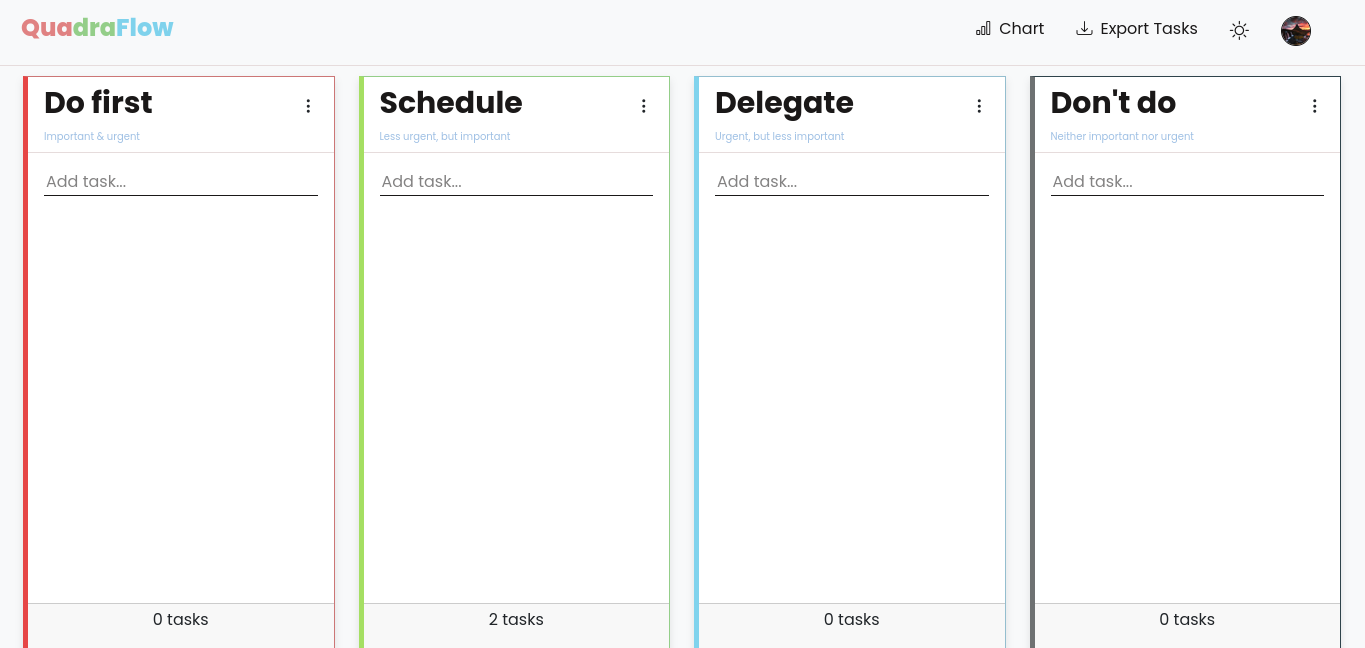 QuadraFlow
Chart
Export Tasks
Do first
Important & urgent
Add task...
0 tasks
Schedule
Less urgent, but important
Add task...
2 tasks
Delegate
Urgent, but less important
Add task...
0 tasks
Don't do
Neither important nor urgent
Add task...
0 tasks